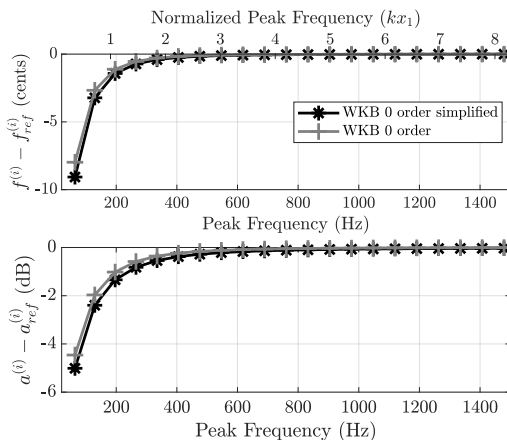 Normalized Peak Frequency (kx₁)
1 2 3 4 5 6 7 8
0
-5
-10
f⁽ⁱ⁾ − f_ref⁽ⁱ⁾ (cents)
WKB 0 order simplified
WKB 0 order
200 400 600 800 1000 1200 1400
Peak Frequency (Hz)
0
-2
-4
-6
a⁽ⁱ⁾ − a_ref⁽ⁱ⁾ (dB)
200 400 600 800 1000 1200 1400
Peak Frequency (Hz)